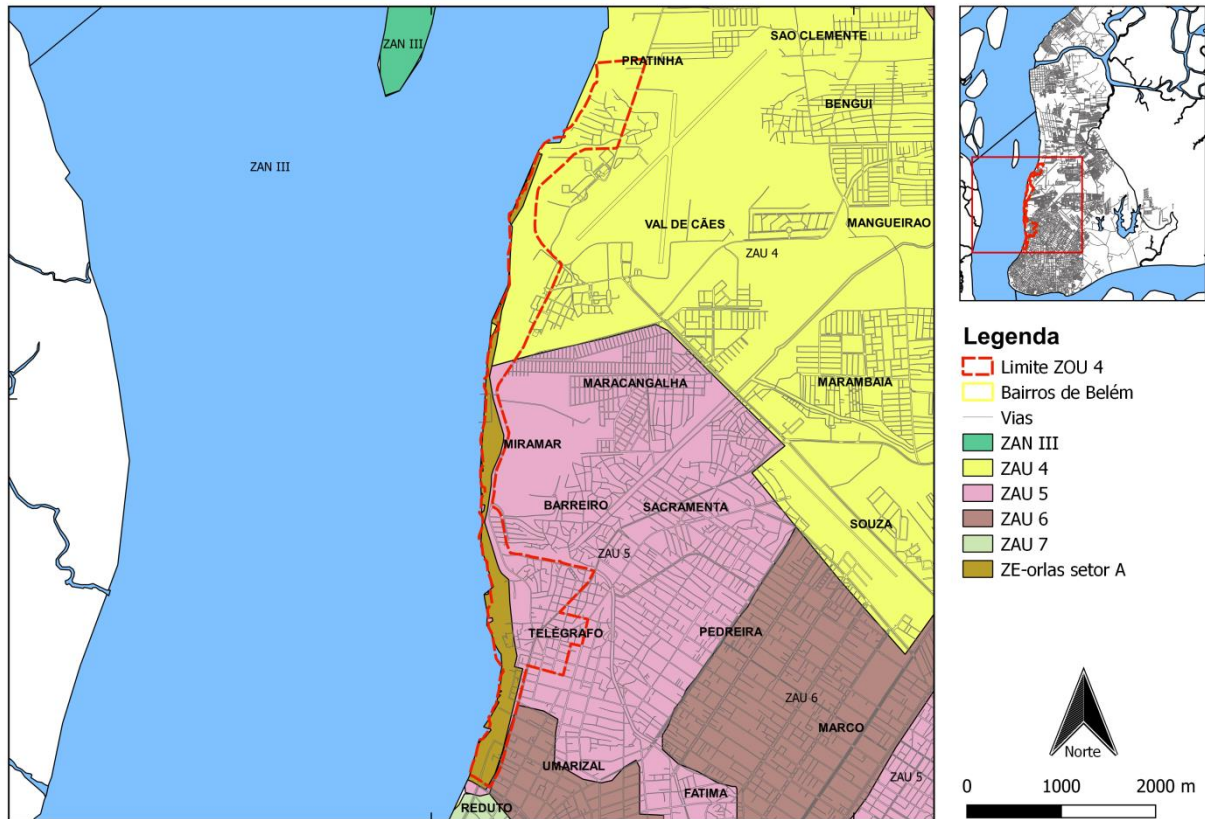 ZAN III
SAO CLEMENTE
PRATINHA
BENGUI
ZAN III
VAL DE CÃES
MANGUEIRAO
ZAU 4
MARACANGALHA
MARAMBAIA
MIRAMAR
BARREIRO
SACRAMENTA
SOUZA
ZAU 5
TELÉGRAFO
PEDREIRA
ZAU 6
MARCO
UMARIZAL
ZAU 5
FATIMA
REDUTO
Legenda
Limite ZOU 4
Bairros de Belém
Vias
ZAN III
ZAU 4
ZAU 5
ZAU 6
ZAU 7
ZE-orlas setor A
Norte
0 1000 2000 m